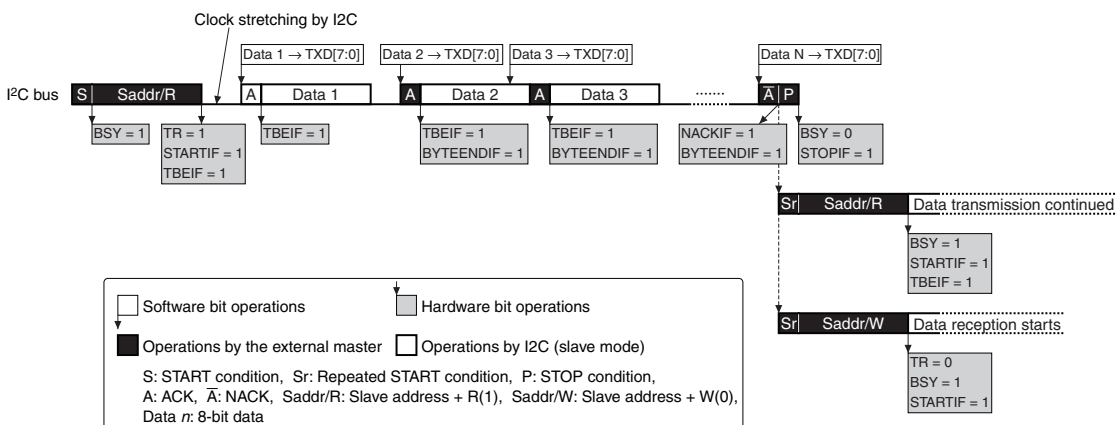 Clock stretching by I2C
Data 1 → TXD[7:0]
Data 2 → TXD[7:0]
Data 3 → TXD[7:0]
Data N → TXD[7:0]
I²C bus
S
Saddr/R
A
Data 1
A
Data 2
A
Data 3
........
A̅
P
BSY = 1
TR = 1
STARTIF = 1
TBEIF = 1
TBEIF = 1
TBEIF = 1
BYTEENDIF = 1
TBEIF = 1
BYTEENDIF = 1
NACKIF = 1
BYTEENDIF = 1
BSY = 0
STOPIF = 1
Sr
Saddr/R
Data transmission continued
BSY = 1
STARTIF = 1
TBEIF = 1
Sr
Saddr/W
Data reception starts
TR = 0
BSY = 1
STARTIF = 1
Software bit operations
Hardware bit operations
Operations by the external master
Operations by I2C (slave mode)
S: START condition, Sr: Repeated START condition, P: STOP condition,
A: ACK, A̅: NACK, Saddr/R: Slave address + R(1), Saddr/W: Slave address + W(0),
Data n: 8-bit data